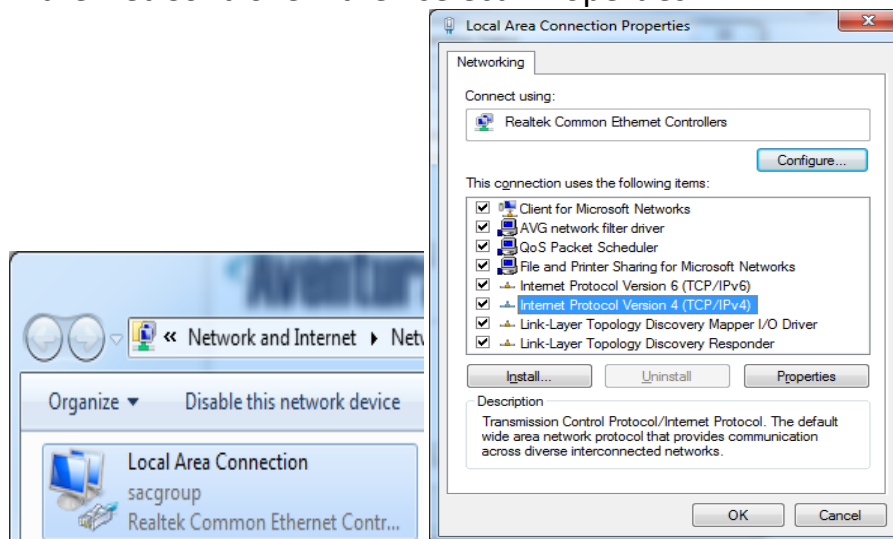 Local Area Connection Properties
Networking
Connect using:
Realtek Common Ethernet Controllers
Configure...
This connection uses the following items:
Client for Microsoft Networks
AVG network filter driver
QoS Packet Scheduler
File and Printer Sharing for Microsoft Networks
Internet Protocol Version 6 (TCP/IPv6)
Internet Protocol Version 4 (TCP/IPv4)
Link-Layer Topology Discovery Mapper I/O Driver
Link-Layer Topology Discovery Responder
Install...
Uninstall
Properties
Description
Transmission Control Protocol/Internet Protocol. The default
wide area network protocol that provides communication
across diverse interconnected networks.
OK
Cancel
« Network and Internet
Organize
Disable this network device
Local Area Connection
sacgroup
Realtek Common Ethernet Contr...